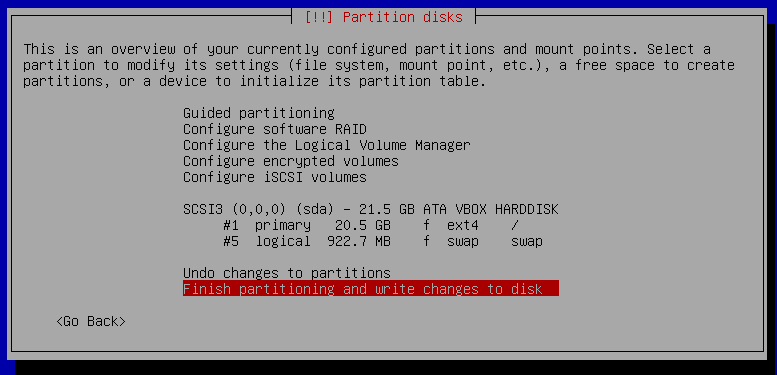 [!!] Partition disks
This is an overview of your currently configured partitions and mount points. Select a
partition to modify its settings (file system, mount point, etc.), a free space to create
partitions, or a device to initialize its partition table.
Guided partitioning
Configure software RAID
Configure the Logical Volume Manager
Configure encrypted volumes
Configure iSCSI volumes
SCSI3 (0,0,0) (sda) - 21.5 GB ATA VBOX HARDDISK
#1 primary 20.5 GB f ext4 /
#5 logical 922.7 MB f swap swap
Undo changes to partitions
Finish partitioning and write changes to disk
<Go Back>